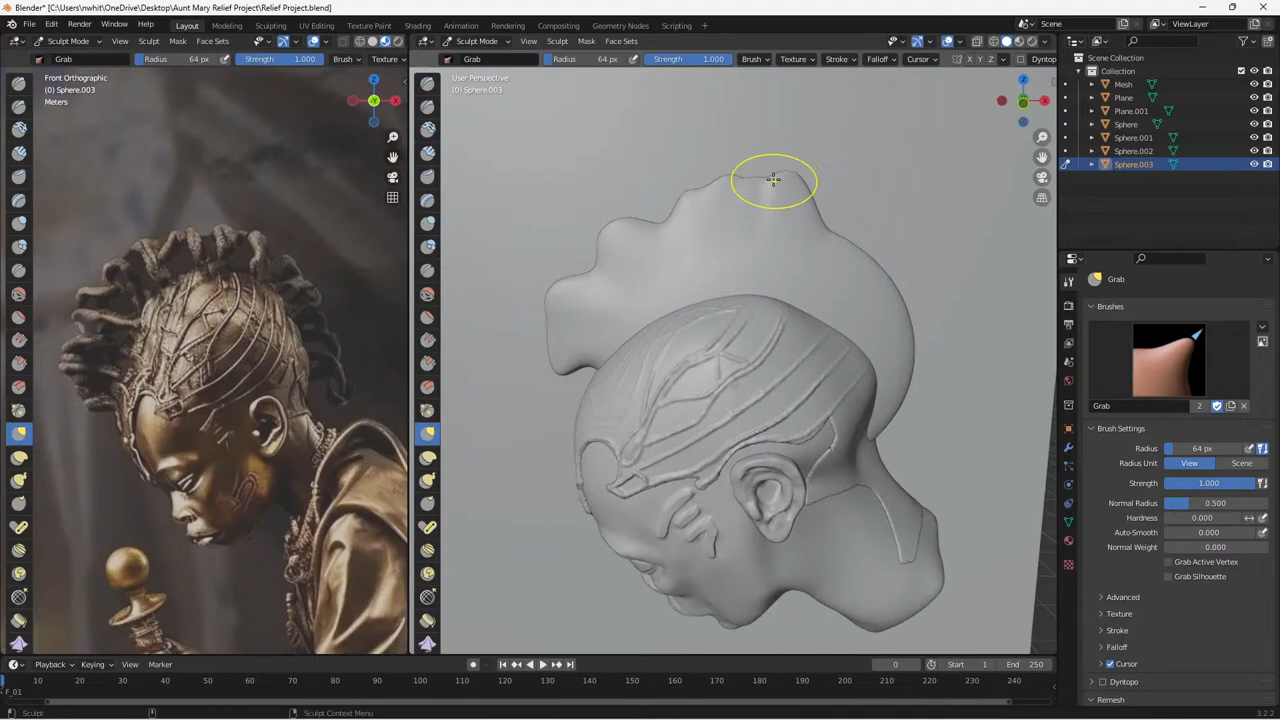 Blender* [C:\Users\nwhit\OneDrive\Desktop\Aunt Mary Relief Project\Relief Project.blend]
File Edit Render Window Help Layout Modeling Sculpting UV Editing Texture Paint Shading Animation Rendering Compositing Geometry Nodes Scripting + Scene ViewLayer
Sculpt Mode View Sculpt Mask Face Sets Sculpt Mode View Sculpt Mask Face Sets
Grab Radius 64 px Strength 1.000 Brush Texture Grab Radius 64 px Strength 1.000 Brush Texture Stroke Falloff Cursor X Y Z Dyntop
Front Orthographic
(0) Sphere.003
Meters
Y
X
User Perspective
(0) Sphere.003
Z
X
Scene Collection
Collection
Mesh
Plane
Plane.001
Sphere
Sphere.001
Sphere.002
Sphere.003
Grab
Brushes
Grab 2
Brush Settings
Radius 64 px
Radius Unit View Scene
Strength 1.000
Normal Radius 0.500
Hardness 0.000
Auto-Smooth 0.000
Normal Weight 0.000
Grab Active Vertex
Grab Silhouette
Advanced
Texture
Stroke
Falloff
Cursor
Dyntopo
Remesh
Playback Keying View Marker 0 Start 1 End 250
10 20 30 40 50 60 70 80 90 100 110 120 130 140 150 160 170 180 190 200 210 220 230 240
F_01
Sculpt Sculpt Context Menu 3.2.2